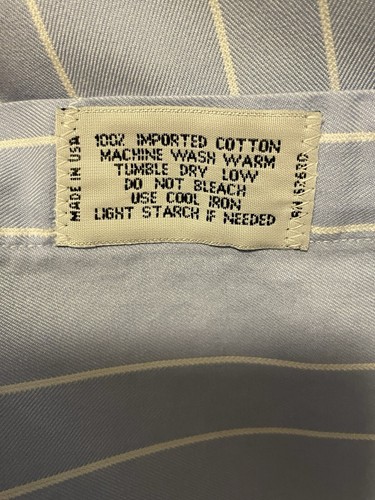 100% IMPORTED COTTON
MACHINE WASH WARM
TUMBLE DRY LOW
DO NOT BLEACH
USE COOL IRON
LIGHT STARCH IF NEEDED
MADE IN USA
RN 62630